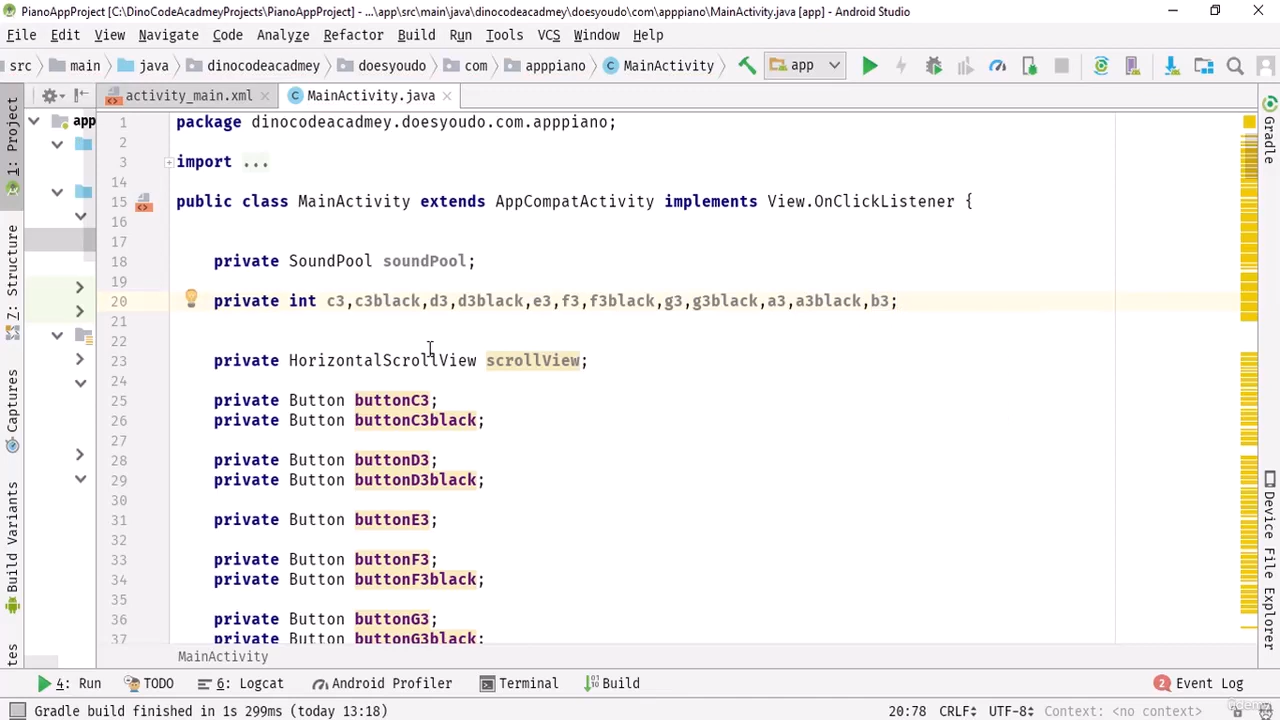 PianoAppProject [C:\DinoCodeAcadmeyProjects\PianoAppProject] - ...\app\src\main\java\dinocodeacadmey\doesyoudo\com\apppiano\MainActivity.java [app] - Android Studio
File Edit View Navigate Code Analyze Refactor Build Run Tools VCS Window Help
src main java dinocodeacadmey doesyoudo com apppiano MainActivity app
activity_main.xml MainActivity.java
1: Project
Z: Structure
Captures
Build Variants
tes
app
Gradle
Device File Explorer
1 package dinocodeacadmey.doesyoudo.com.apppiano;
2
3 import ...
14
15 public class MainActivity extends AppCompatActivity implements View.OnClickListener {
16
17
18 private SoundPool soundPool;
19
20 private int c3,c3black,d3,d3black,e3,f3,f3black,g3,g3black,a3,a3black,b3;
21
22
23 private HorizontalScrollView scrollView;
24
25 private Button buttonC3;
26 private Button buttonC3black;
27
28 private Button buttonD3;
29 private Button buttonD3black;
30
31 private Button buttonE3;
32
33 private Button buttonF3;
34 private Button buttonF3black;
35
36 private Button buttonG3;
37 private Button buttonG3black;
MainActivity
4: Run TODO 6: Logcat Android Profiler Terminal Build 2 Event Log
Gradle build finished in 1s 299ms (today 13:18) 20:78 CRLF UTF-8 Context: <no context>